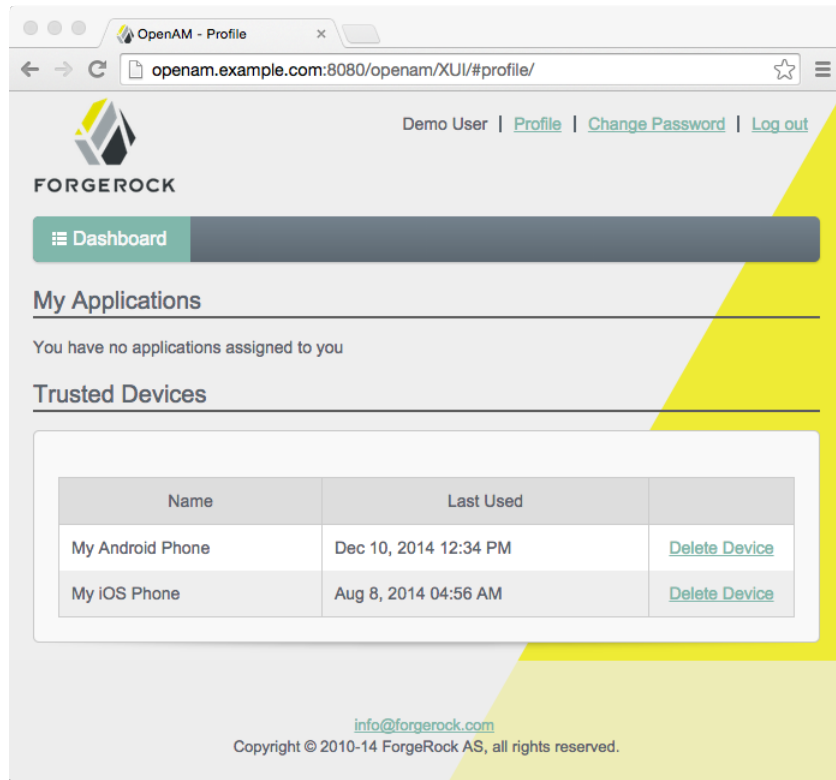 OpenAM - Profile
openam.example.com:8080/openam/XUI/#profile/
Demo User | Profile | Change Password | Log out
FORGEROCK
Dashboard
My Applications
You have no applications assigned to you
Trusted Devices
Name Last Used
My Android Phone Dec 10, 2014 12:34 PM Delete Device
My iOS Phone Aug 8, 2014 04:56 AM Delete Device
info@forgerock.com
Copyright © 2010-14 ForgeRock AS, all rights reserved.